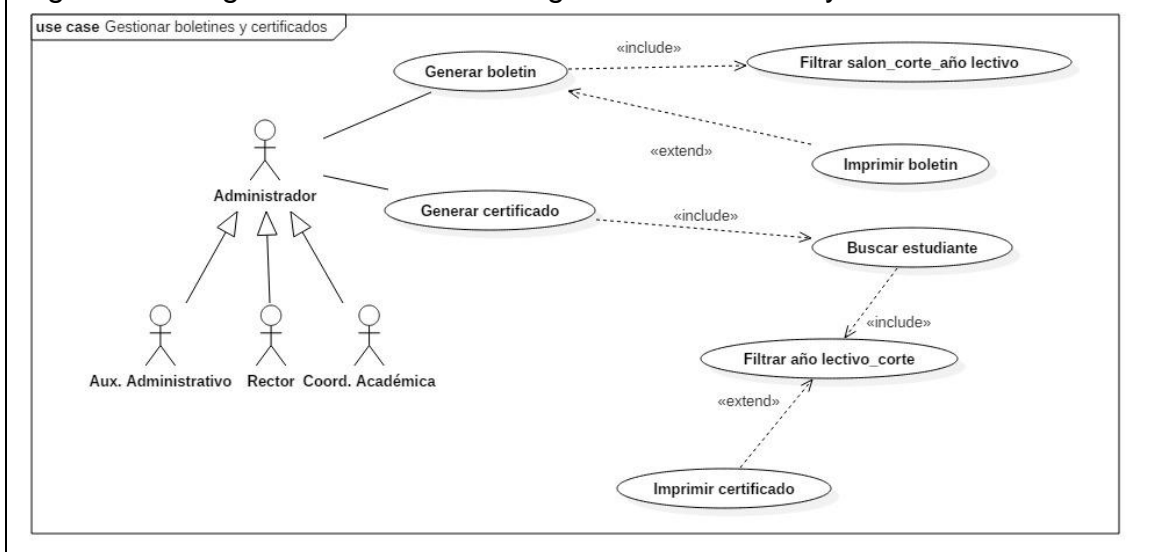 use case Gestionar boletines y certificados
«include»
Generar boletin
Filtrar salon_corte_año lectivo
«extend»
Imprimir boletin
Administrador
Generar certificado
«include»
Buscar estudiante
«include»
Filtrar año lectivo_corte
Aux. Administrativo Rector Coord. Académica
«extend»
Imprimir certificado